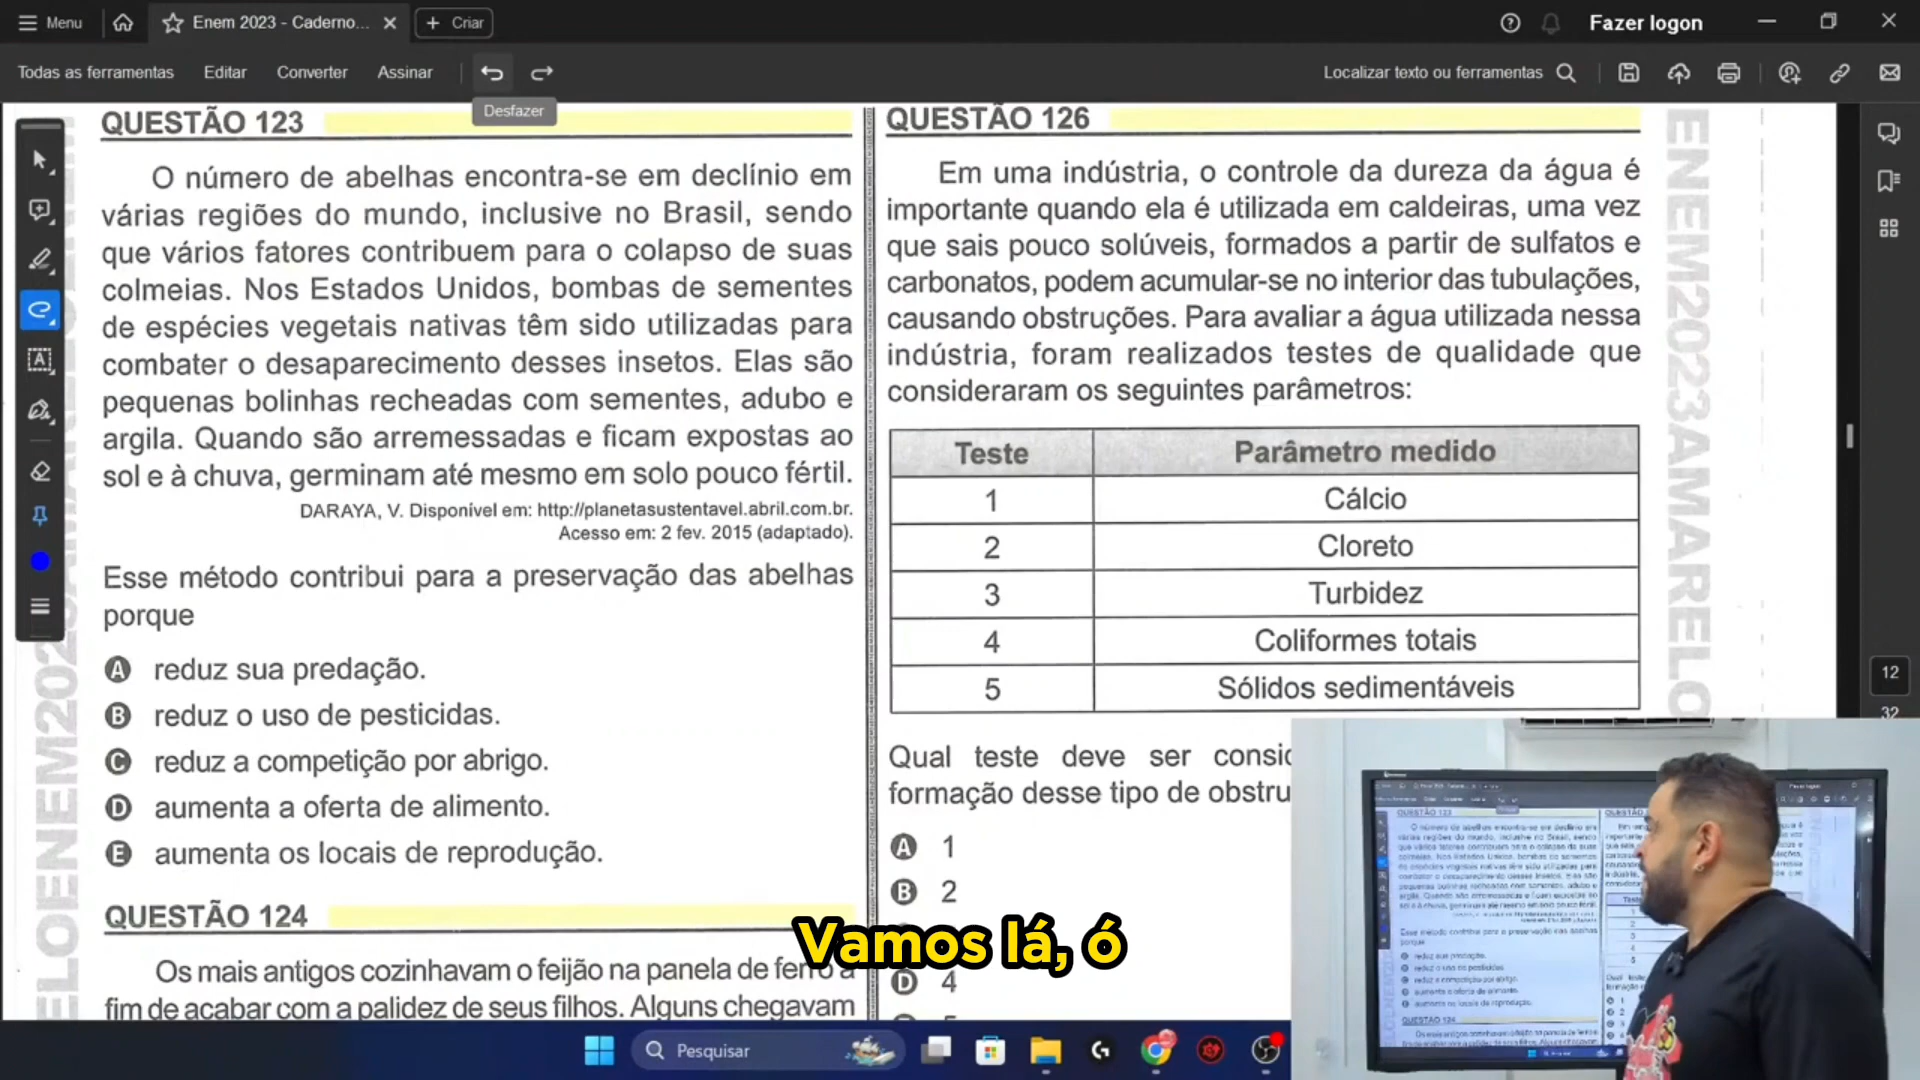 Menu
Enem 2023 - Caderno...
Criar
Fazer logon
Todas as ferramentas
Editar
Converter
Assinar
Localizar texto ou ferramentas
Desfazer
QUESTÃO 123
O número de abelhas encontra-se em declínio em
várias regiões do mundo, inclusive no Brasil, sendo
que vários fatores contribuem para o colapso de suas
colmeias. Nos Estados Unidos, bombas de sementes
de espécies vegetais nativas têm sido utilizadas para
combater o desaparecimento desses insetos. Elas são
pequenas bolinhas recheadas com sementes, adubo e
argila. Quando são arremessadas e ficam expostas ao
sol e à chuva, germinam até mesmo em solo pouco fértil.
DARAYA, V. Disponível em: http://planetasustentavel.abril.com.br.
Acesso em: 2 fev. 2015 (adaptado).
Esse método contribui para a preservação das abelhas
porque
A reduz sua predação.
B reduz o uso de pesticidas.
C reduz a competição por abrigo.
D aumenta a oferta de alimento.
E aumenta os locais de reprodução.
QUESTÃO 124
Os mais antigos cozinhavam o feijão na panela de ferro a
fim de acabar com a palidez de seus filhos. Alguns chegavam
QUESTÃO 126
Em uma indústria, o controle da dureza da água é
importante quando ela é utilizada em caldeiras, uma vez
que sais pouco solúveis, formados a partir de sulfatos e
carbonatos, podem acumular-se no interior das tubulações,
causando obstruções. Para avaliar a água utilizada nessa
indústria, foram realizados testes de qualidade que
consideraram os seguintes parâmetros:
Teste Parâmetro medido
1 Cálcio
2 Cloreto
3 Turbidez
4 Coliformes totais
5 Sólidos sedimentáveis
Qual teste deve ser consid
formação desse tipo de obstru
A 1
B 2
D 4
ENEM2023AMARELO
12
32
Vamos lá, ó
Pesquisar